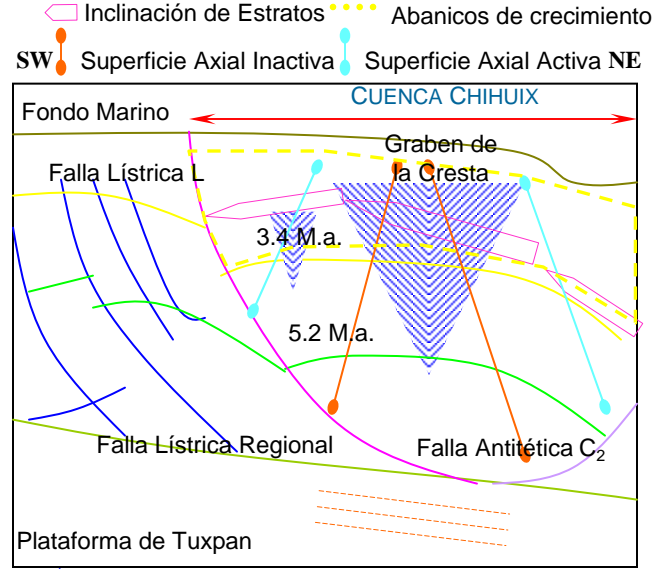 Inclinación de Estratos
Abanicos de crecimiento
SW Superficie Axial Inactiva Superficie Axial Activa NE
CUENCA CHIHUIX
Fondo Marino
Graben de
la Cresta
Falla Lístrica L
3.4 M.a.
5.2 M.a.
Falla Lístrica Regional
Falla Antitética C₂
Plataforma de Tuxpan